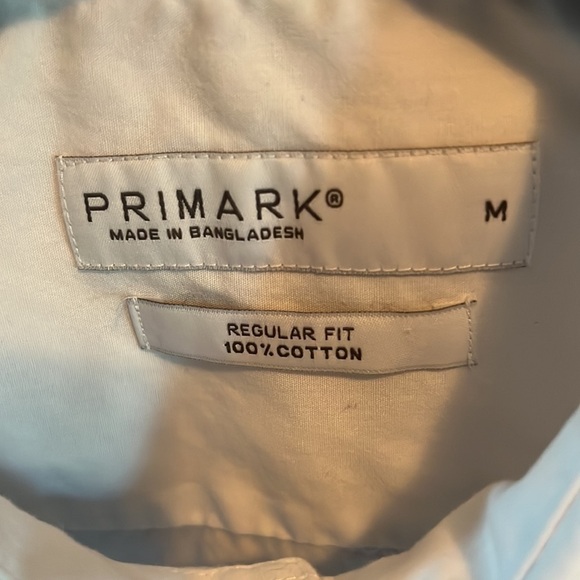 PRIMARK®
MADE IN BANGLADESH
M
REGULAR FIT
100% COTTON